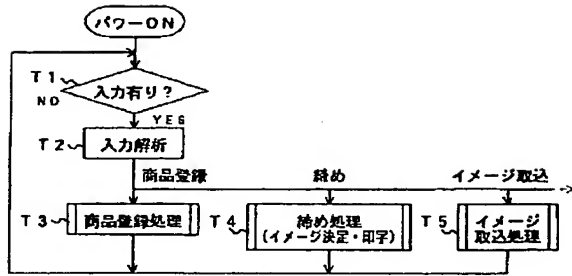 パワーON
T1
入力有り?
NO
YES
T2
入力解析
商品登録
締め
イメージ取込
T3
商品登録処理
T4
締め処理
(イメージ決定・印字)
T5
イメージ
取込処理